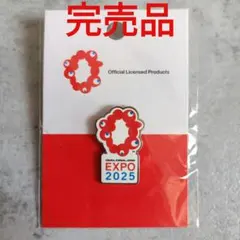 完売品
Official Licensed Products
OSAKA, KANSAI, JAPAN
EXPO
2025